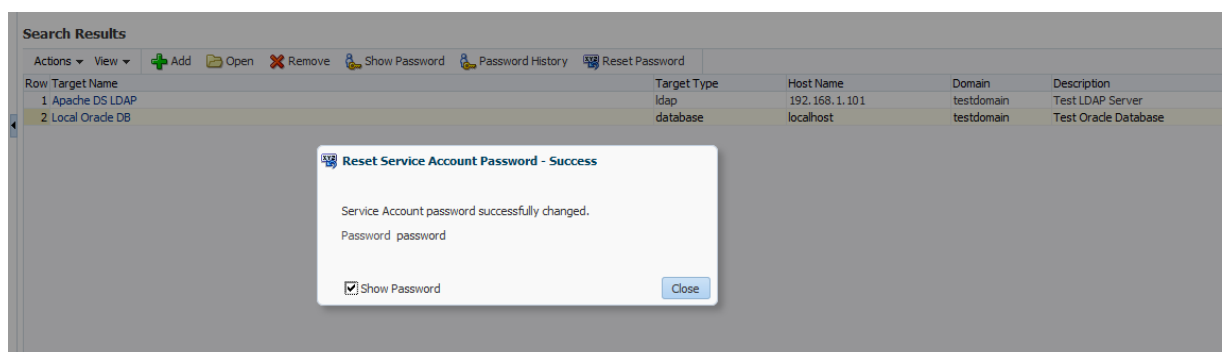 Search Results
Actions View Add Open Remove Show Password Password History Reset Password
Row Target Name Target Type Host Name Domain Description
1 Apache DS LDAP ldap 192.168.1.101 testdomain Test LDAP Server
2 Local Oracle DB database localhost testdomain Test Oracle Database
Reset Service Account Password - Success
Service Account password successfully changed.
Password password
Show Password Close